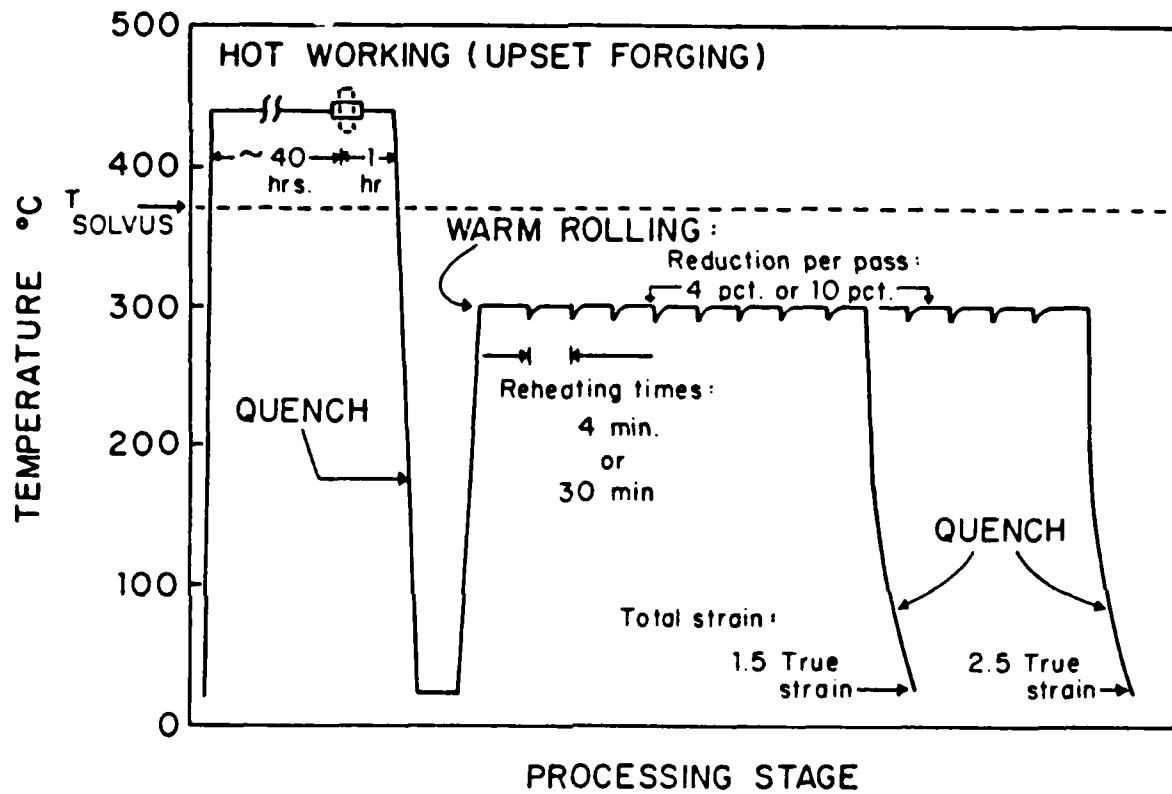 500
HOT WORKING (UPSET FORGING)
~ 40
hrs.
1
hr
400
T
SOLVUS
WARM ROLLING:
Reduction per pass:
4 pct. or 10 pct.
300
Reheating times:
4 min.
or
30 min
QUENCH
200
QUENCH
100
Total strain:
1.5 True
strain
2.5 True
strain
0
TEMPERATURE °C
PROCESSING STAGE